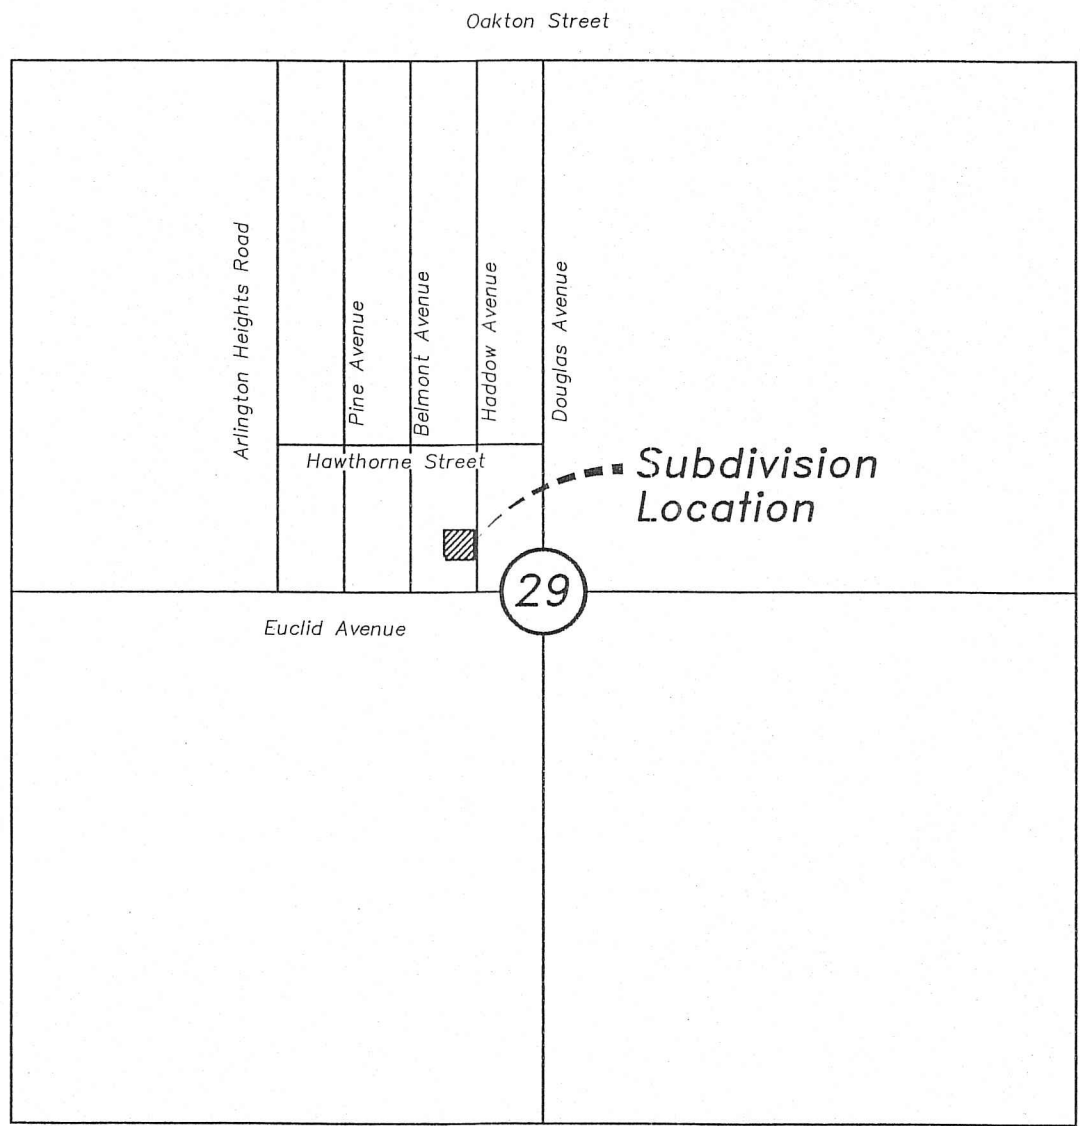 Oakton Street
Arlington Heights Road
Pine Avenue
Belmont Avenue
Haddow Avenue
Douglas Avenue
Hawthorne Street
Subdivision
Location
29
Euclid Avenue